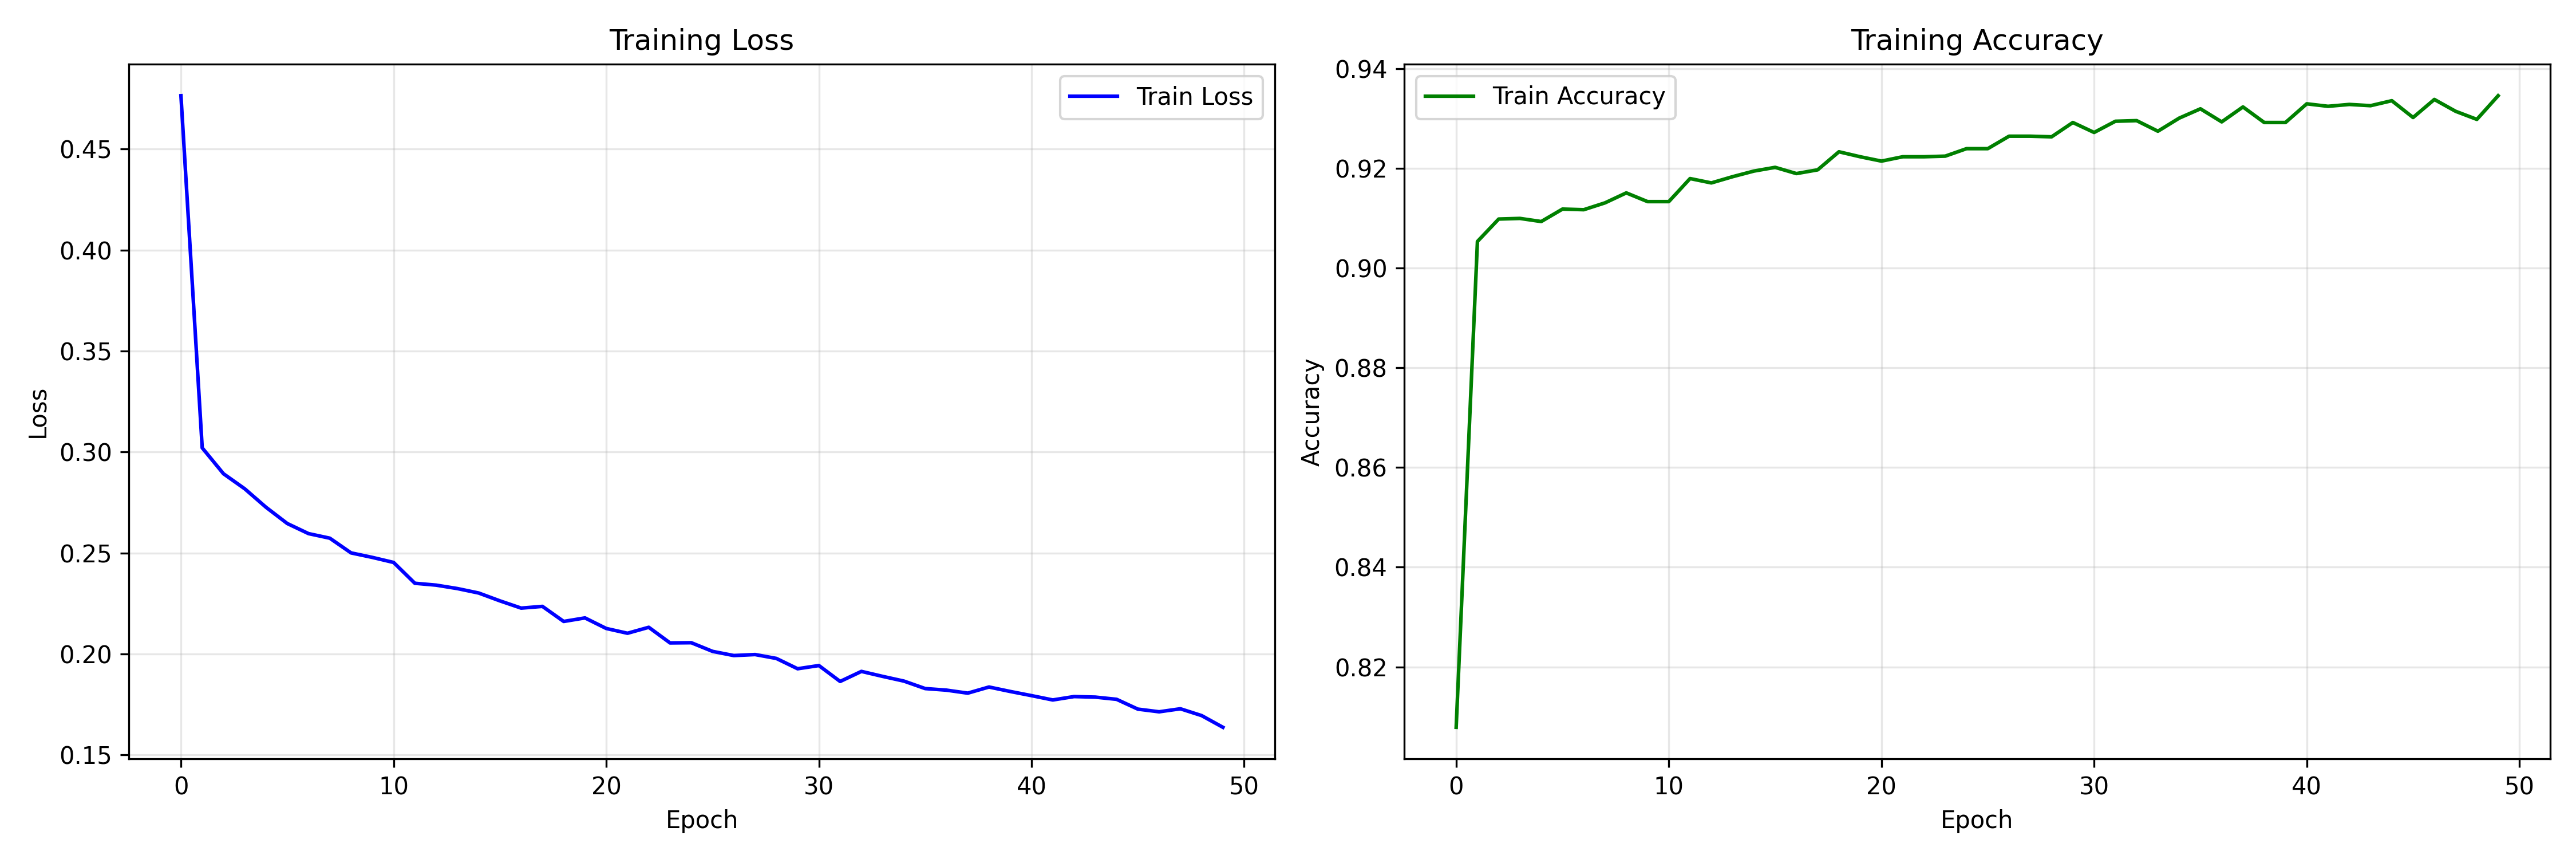 Training Loss
Train Loss
0.45
0.40
0.35
0.30
0.25
0.20
0.15
Loss
0 10 20 30 40 50
Epoch
Training Accuracy
Train Accuracy
0.94
0.92
0.90
0.88
0.86
0.84
0.82
Accuracy
0 10 20 30 40 50
Epoch